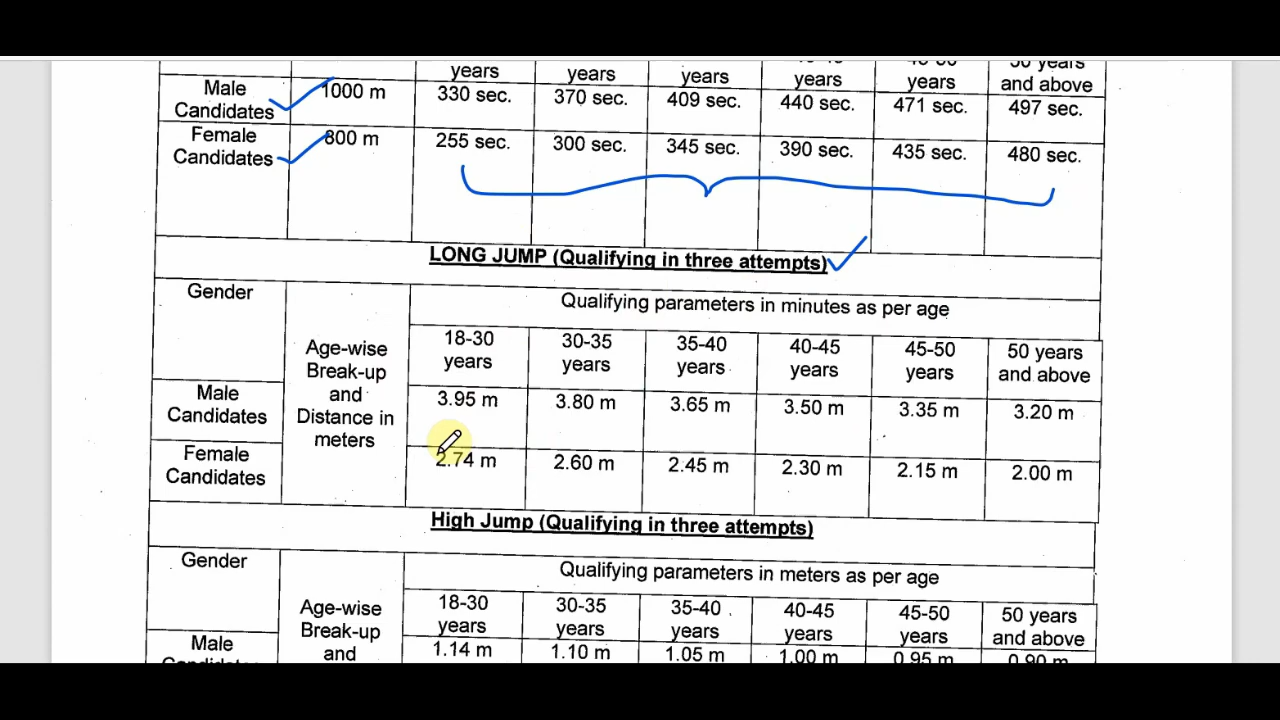 years years years years years and above
Male Candidates 1000 m 330 sec. 370 sec. 409 sec. 440 sec. 471 sec. 497 sec.
Female Candidates 800 m 255 sec. 300 sec. 345 sec. 390 sec. 435 sec. 480 sec.
LONG JUMP (Qualifying in three attempts)
Gender
Age-wise Break-up and Distance in meters
Qualifying parameters in minutes as per age
18-30 years 30-35 years 35-40 years 40-45 years 45-50 years 50 years and above
Male Candidates 3.95 m 3.80 m 3.65 m 3.50 m 3.35 m 3.20 m
Female Candidates 2.74 m 2.60 m 2.45 m 2.30 m 2.15 m 2.00 m
High Jump (Qualifying in three attempts)
Gender
Age-wise Break-up and
Qualifying parameters in meters as per age
18-30 years 30-35 years 35-40 years 40-45 years 45-50 years 50 years and above
Male 1.14 m 1.10 m 1.05 m 1.00 m 0.95 m 0.90 m